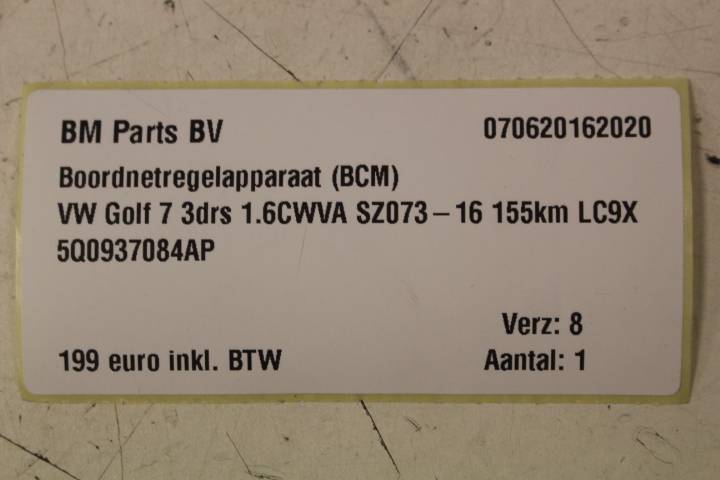 BM Parts BV 070620162020
Boordnetregelapparaat (BCM)
VW Golf 7 3drs 1.6CWVA SZ073-16 155km LC9X
5Q0937084AP
Verz: 8
199 euro inkl. BTW Aantal: 1